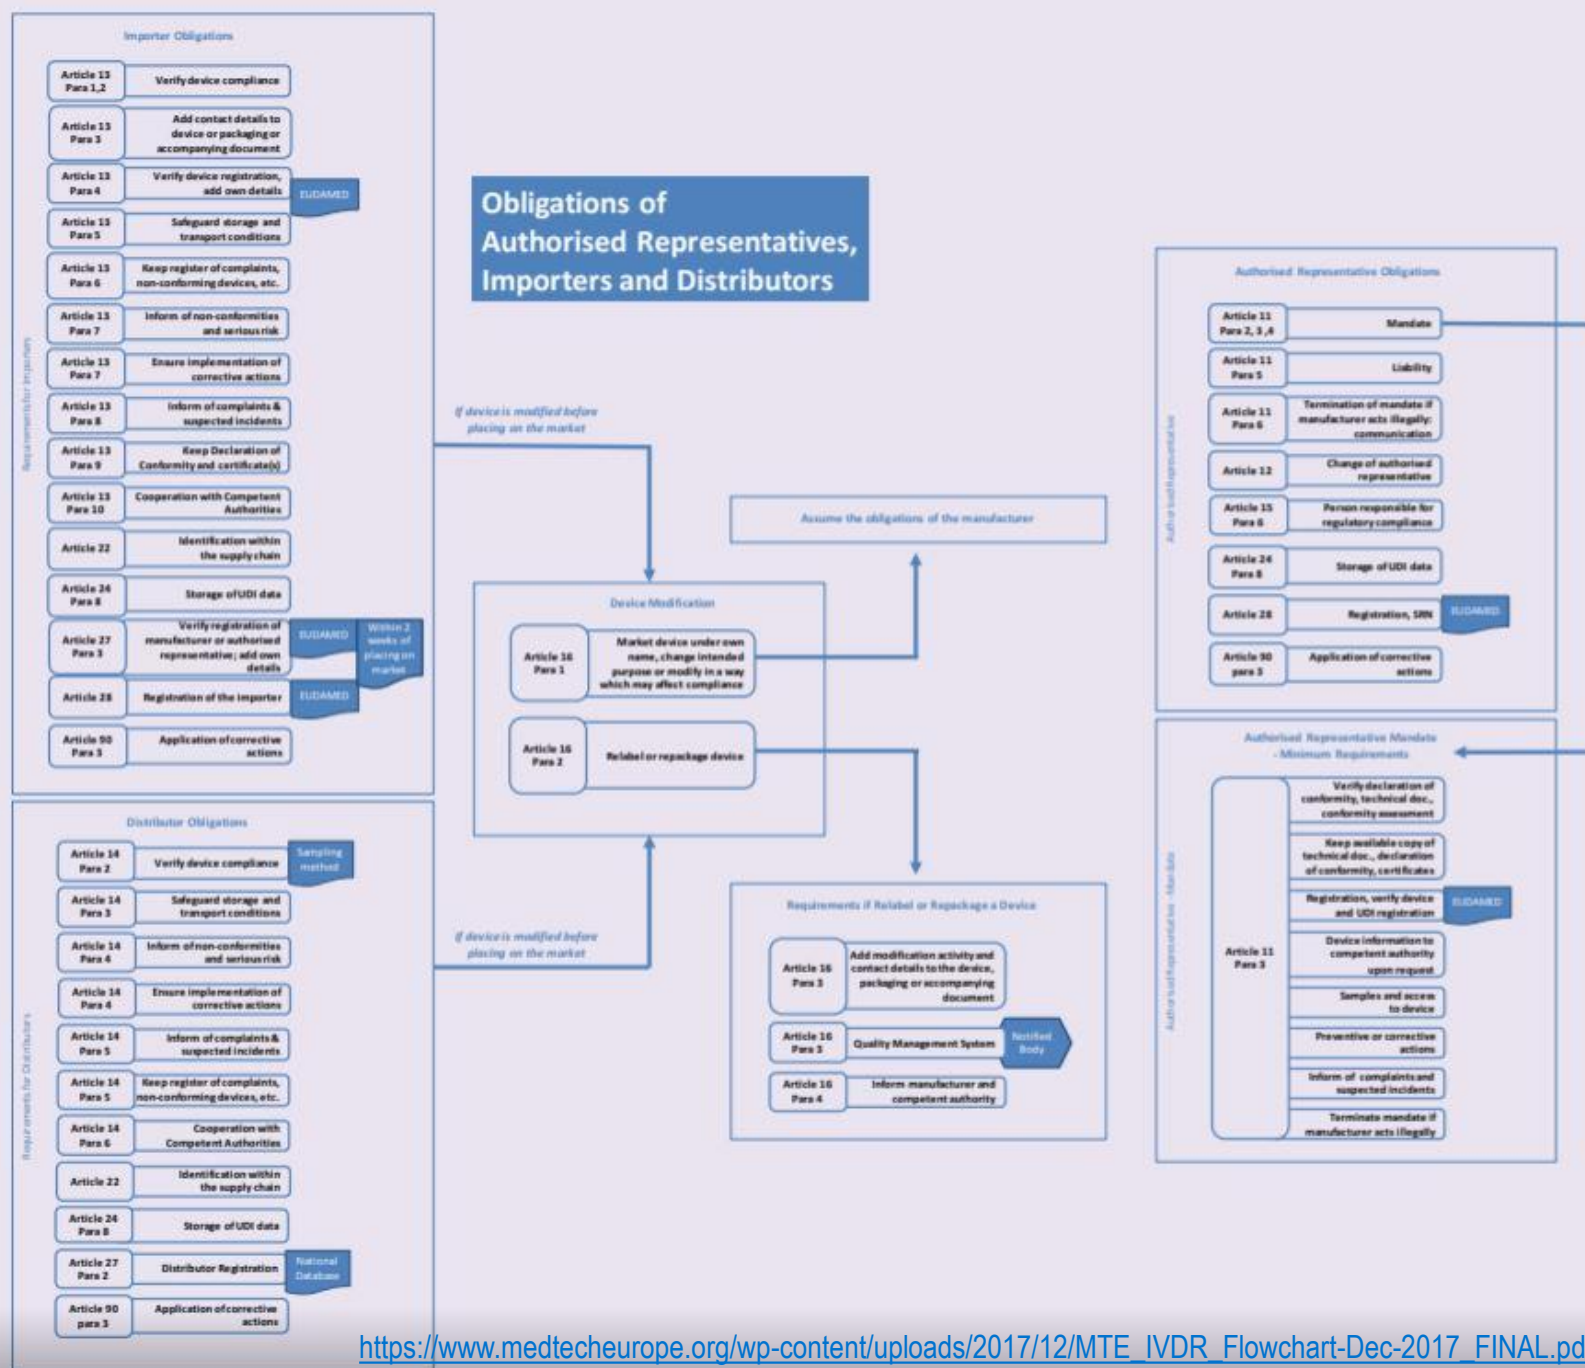 Importer Obligations
Article 13
Para 1,2
Verify device compliance
Article 13
Para 3
Add contact details to
device or packaging or
accompanying document
Article 13
Para 4
Verify device registration,
add own details
EUDAMED
Article 13
Para 5
Safeguard storage and
transport conditions
Article 13
Para 6
Keep register of complaints,
non-conforming devices, etc.
Article 13
Para 7
Inform of non-conformities
and serious risk
Article 13
Para 7
Ensure implementation of
corrective actions
Article 13
Para 8
Inform of complaints &
suspected incidents
Article 13
Para 9
Keep Declaration of
Conformity and certificate(s)
Article 13
Para 10
Cooperation with Competent
Authorities
Article 22
Identification within
the supply chain
Article 24
Para 8
Storage of UDI data
Article 27
Para 3
Verify registration of
manufacturer or authorised
representative; add own
details
EUDAMED
Within 2
weeks of
placing on
market
Article 28
Registration of the importer
EUDAMED
Article 90
Para 3
Application of corrective
actions
Requirements for Importers
Distributor Obligations
Article 14
Para 2
Verify device compliance
Sampling
method
Article 14
Para 3
Safeguard storage and
transport conditions
Article 14
Para 4
Inform of non-conformities
and serious risk
Article 14
Para 4
Ensure implementation of
corrective actions
Article 14
Para 5
Inform of complaints &
suspected incidents
Article 14
Para 5
Keep register of complaints,
non-conforming devices, etc.
Article 14
Para 6
Cooperation with
Competent Authorities
Article 22
Identification within
the supply chain
Article 24
Para 8
Storage of UDI data
Article 27
Para 2
Distributor Registration
National
Database
Article 90
para 3
Application of corrective
actions
Requirements for Distributors
Obligations of
Authorised Representatives,
Importers and Distributors
If device is modified before
placing on the market
Assume the obligations of the manufacturer
Device Modification
Article 16
Para 1
Market device under own
name, change intended
purpose or modify in a way
which may affect compliance
Article 16
Para 2
Relabel or repackage device
If device is modified before
placing on the market
Requirements if Relabel or Repackage a Device
Article 16
Para 3
Add modification activity and
contact details to the device,
packaging or accompanying
document
Article 16
Para 3
Quality Management System
Notified
Body
Article 16
Para 4
Inform manufacturer and
competent authority
Authorised Representative Obligations
Article 11
Para 2, 3 ,4
Mandate
Article 11
Para 5
Liability
Article 11
Para 6
Termination of mandate if
manufacturer acts illegally:
communication
Article 12
Change of authorised
representative
Article 15
Para 6
Person responsible for
regulatory compliance
Article 24
Para 8
Storage of UDI data
Article 28
Registration, SRN
EUDAMED
Article 90
para 3
Application of corrective
actions
Authorised Representative
Authorised Representative Mandate
- Minimum Requirements
Article 11
Para 3
Verify declaration of
conformity, technical doc.,
conformity assessment
Keep available copy of
technical doc., declaration
of conformity, certificates
Registration, verify device
and UDI registration
EUDAMED
Device information to
competent authority
upon request
Samples and access
to device
Preventive or corrective
actions
Inform of complaints and
suspected incidents
Terminate mandate if
manufacturer acts illegally
Authorised Representative - Mandate
https://www.medtecheurope.org/wp-content/uploads/2017/12/MTE_IVDR_Flowchart-Dec-2017_FINAL.pd